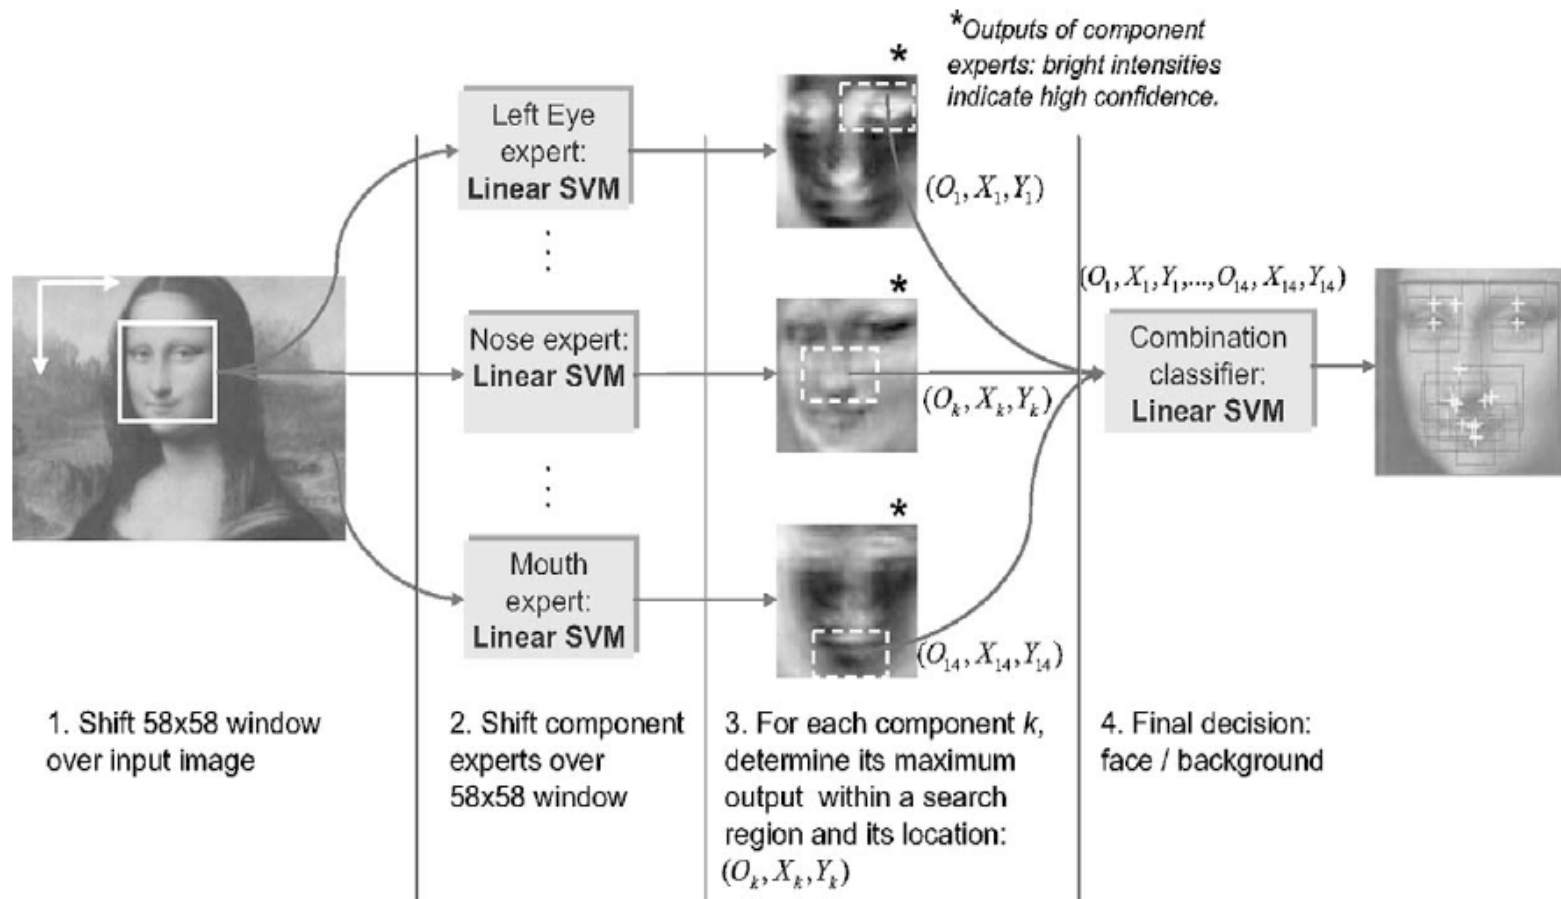 *Outputs of component
experts: bright intensities
indicate high confidence.
*
Left Eye
expert:
Linear SVM
(O₁, X₁, Y₁)
⋮
*
Nose expert:
Linear SVM
(Oₖ, Xₖ, Yₖ)
(O₁, X₁, Y₁,..., O₁₄, X₁₄, Y₁₄)
Combination
classifier:
Linear SVM
⋮
*
Mouth
expert:
Linear SVM
(O₁₄, X₁₄, Y₁₄)
1. Shift 58x58 window
over input image
2. Shift component
experts over
58x58 window
3. For each component k,
determine its maximum
output within a search
region and its location:
(Oₖ, Xₖ, Yₖ)
4. Final decision:
face / background